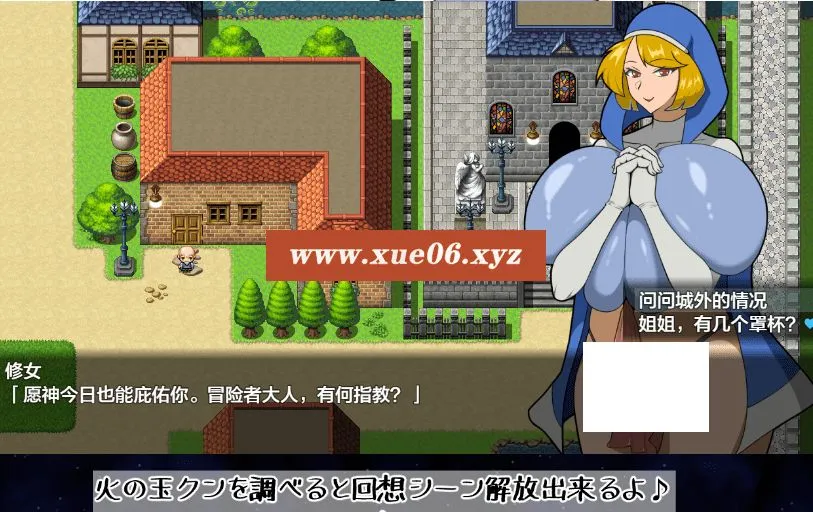 www.xue06.xyz
问问城外的情况
姐姐，有几个罩杯？
修女
「愿神今日也能庇佑你。冒险者大人，有何指教？」
火の玉クンを調べると回想シーン解放出来るよ♪